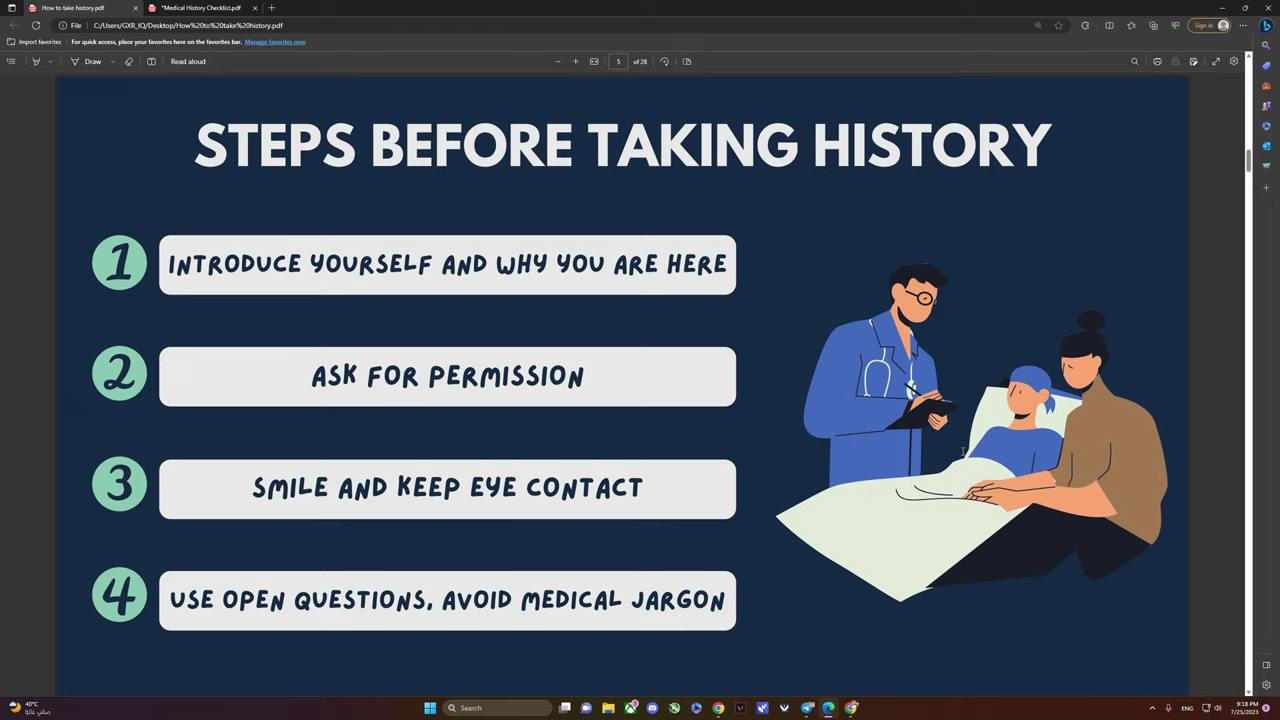 How to take history.pdf
*Medical History Checklist.pdf
File
C:/Users/GXR_IQ/Desktop/How%20to%20take%20history.pdf
Sign in
Import favorites
For quick access, place your favorites here on the favorites bar.
Manage favorites now
Draw
Read aloud
5
of 28
STEPS BEFORE TAKING HISTORY
1
INTRODUCE YOURSELF AND WHY YOU ARE HERE
2
ASK FOR PERMISSION
3
SMILE AND KEEP EYE CONTACT
4
USE OPEN QUESTIONS, AVOID MEDICAL JARGON
40°C
صافي غالبًا
Search
ENG
9:18 PM
7/25/2023